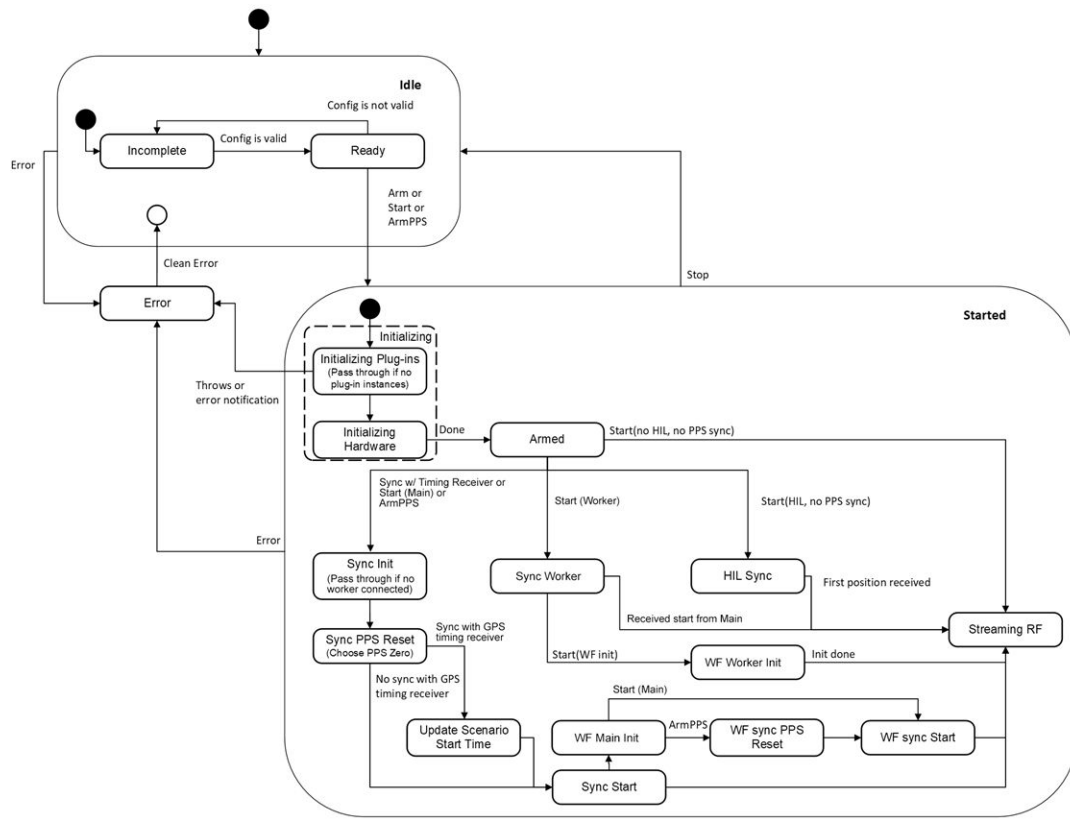 Idle
Config is not valid
Incomplete
Config is valid
Ready
Error
Arm or
Start or
ArmPPS
Clean Error
Stop
Error
Started
Initializing
Initializing Plug-ins
(Pass through if no
plug-in instances)
Throws or
error notification
Initializing
Hardware
Done
Armed
Start(no HIL, no PPS sync)
Sync w/ Timing Receiver or
Start (Main) or
ArmPPS
Start (Worker)
Start(HIL, no PPS sync)
Error
Sync Init
(Pass through if no
worker connected)
Sync Worker
HIL Sync
First position received
Received start from Main
Streaming RF
Sync PPS Reset
(Choose PPS Zero)
Sync with GPS
timing receiver
Start(WF init)
WF Worker Init
Init done
No sync with GPS
timing receiver
Start (Main)
Update Scenario
Start Time
WF Main Init
ArmPPS
WF sync PPS
Reset
WF sync Start
Sync Start